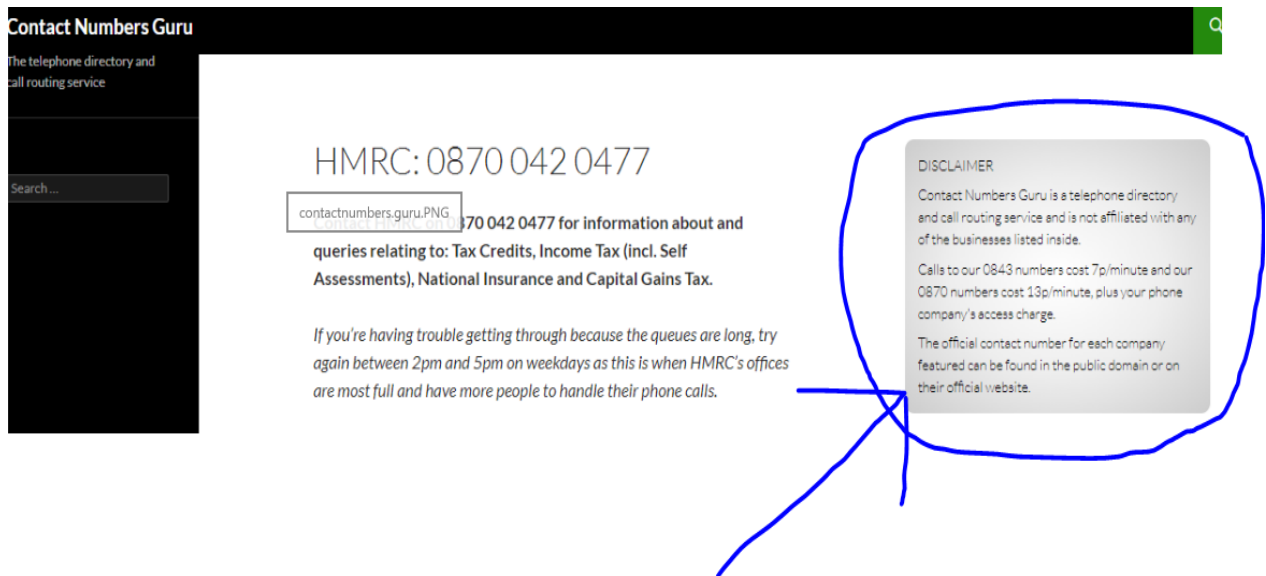 Contact Numbers Guru
The telephone directory and
call routing service
Search ...
HMRC: 0870 042 0477
contactnumbers.guru.PNG
Contact HMRC on 0870 042 0477 for information about and
queries relating to: Tax Credits, Income Tax (incl. Self
Assessments), National Insurance and Capital Gains Tax.
If you're having trouble getting through because the queues are long, try
again between 2pm and 5pm on weekdays as this is when HMRC's offices
are most full and have more people to handle their phone calls.
DISCLAIMER
Contact Numbers Guru is a telephone directory
and call routing service and is not affiliated with any
of the businesses listed inside.
Calls to our 0843 numbers cost 7p/minute and our
0870 numbers cost 13p/minute, plus your phone
company's access charge.
The official contact number for each company
featured can be found in the public domain or on
their official website.